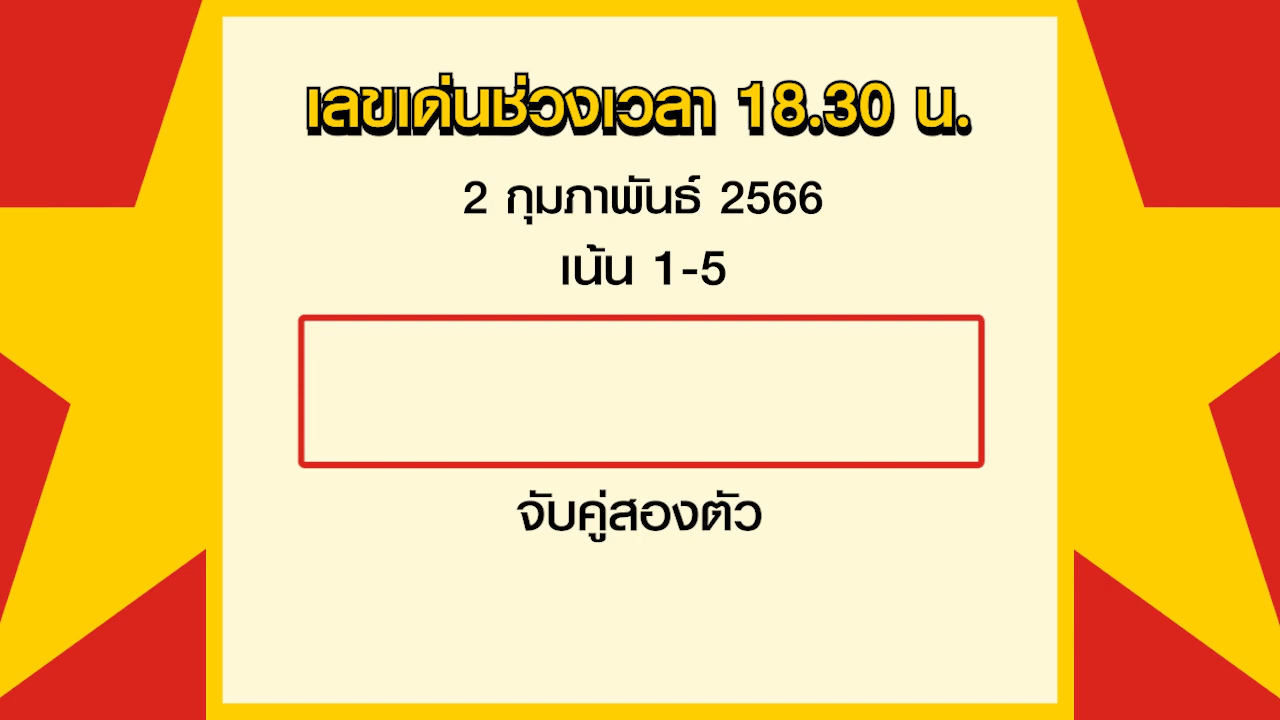 เลขเด่นช่วงเวลา 18.30 น.
2 กุมภาพันธ์ 2566
เน้น 1-5
จับคู่สองตัว